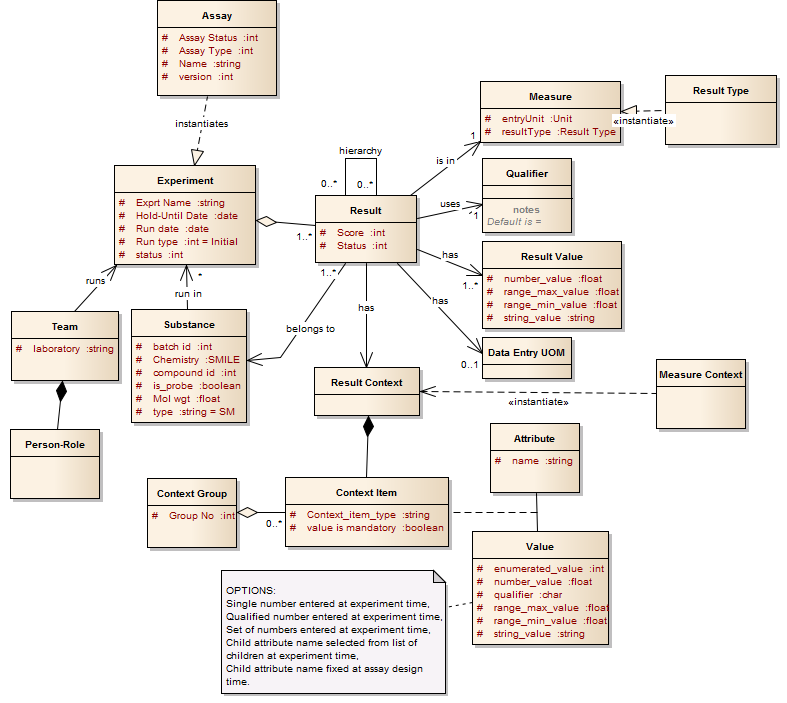 Assay
# Assay Status :int
# Assay Type :int
# Name :string
# version :int
instantiates
Experiment
# Exprt Name :string
# Hold-Until Date :date
# Run date :date
# Run type :int = Initial
# status :int
hierarchy
0..*
0..*
Result
# Score :int
# Status :int
1..*
1..*
is in
1
Measure
# entryUnit :Unit
# resultType :Result Type
«instantiate»
Result Type
uses
1
Qualifier
notes
Default is =
has
1..*
Result Value
# number_value :float
# range_max_value :float
# range_min_value :float
# string_value :string
has
0..1
Data Entry UOM
runs
run in
*
Team
# laboratory :string
Person-Role
Substance
# batch id :int
# Chemistry :SMILE
# compound id :int
# is_probe :boolean
# Mol wgt :float
# type :string = SM
belongs to
has
Result Context
«instantiate»
Measure Context
Attribute
# name :string
Context Group
# Group No :int
0..*
Context Item
# Context_item_type :string
# value is mandatory :boolean
Value
# enumerated_value :int
# number_value :float
# qualifier :char
# range_max_value :float
# range_min_value :float
# string_value :string
OPTIONS:
Single number entered at experiment time,
Qualified number entered at experiment time,
Set of numbers entered at experiment time,
Child attribute name selected from list of
children at experiment time,
Child attribute name fixed at assay design
time.